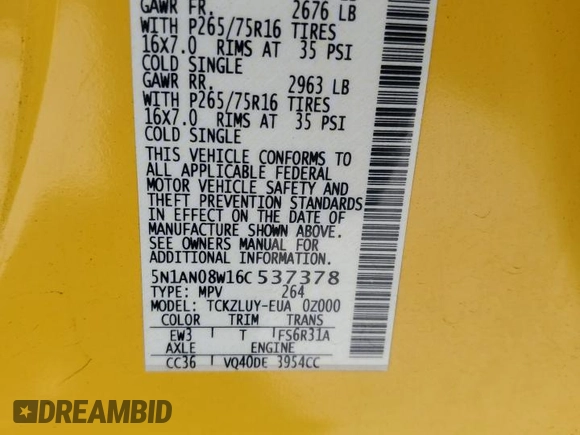 GAWR FR. 2676 LB
WITH P265/75R16 TIRES
16X7.0 RIMS AT 35 PSI
COLD SINGLE
GAWR RR. 2963 LB
WITH P265/75R16 TIRES
16X7.0 RIMS AT 35 PSI
COLD SINGLE
THIS VEHICLE CONFORMS TO
ALL APPLICABLE FEDERAL
MOTOR VEHICLE SAFETY AND
THEFT PREVENTION STANDARDS
IN EFFECT ON THE DATE OF
MANUFACTURE SHOWN ABOVE.
SEE OWNERS MANUAL FOR
ADDITIONAL INFORMATION.
5N1AN08W16C537378
TYPE: MPV 264
MODEL: TCKZLUY-EUA 0Z000
COLOR TRIM TRANS
EW3 T FS6R31A
AXLE ENGINE
CC36 VQ40DE 3954CC
DREAMBID